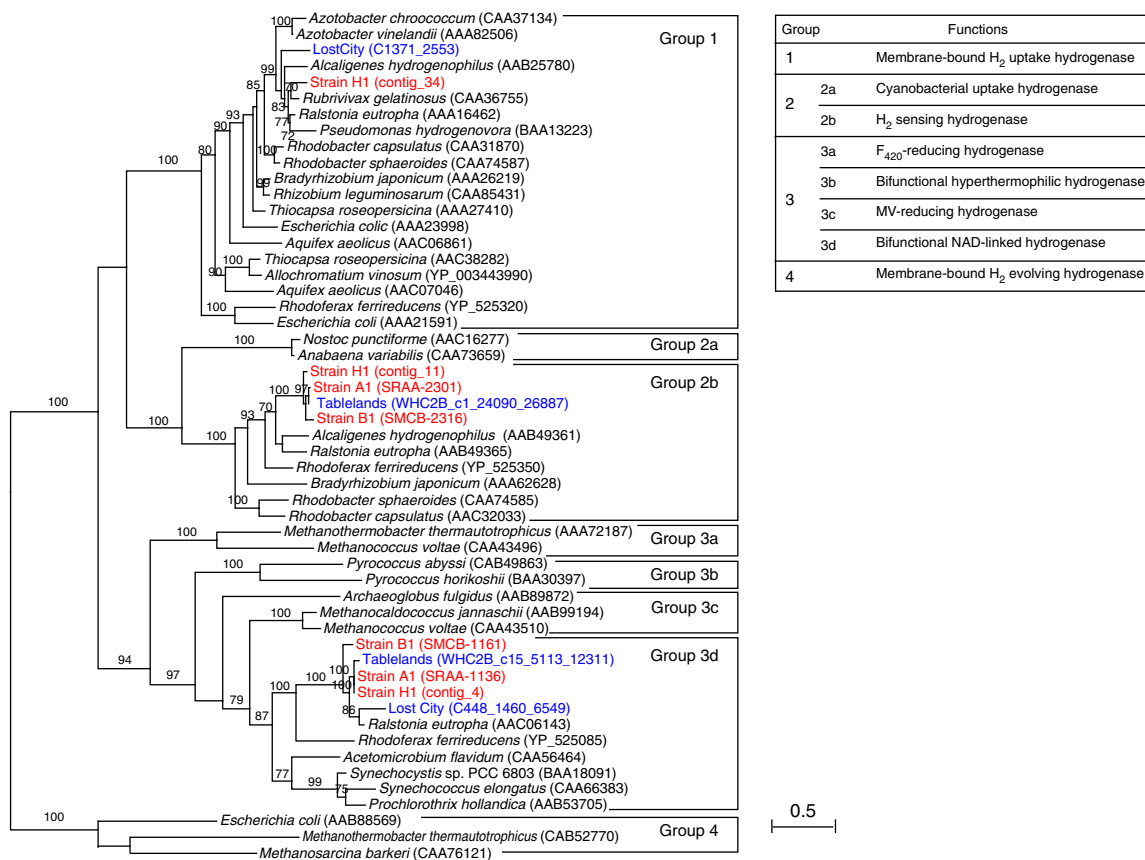 Azotobacter chroococcum (CAA37134)
Azotobacter vinelandii (AAA82506)
LostCity (C1371_2553)
Alcaligenes hydrogenophilus (AAB25780)
Strain H1 (contig_34)
Rubrivivax gelatinosus (CAA36755)
Ralstonia eutropha (AAA16462)
Pseudomonas hydrogenovora (BAA13223)
Rhodobacter capsulatus (CAA31870)
Rhodobacter sphaeroides (CAA74587)
Bradyrhizobium japonicum (AAA26219)
Rhizobium leguminosarum (CAA85431)
Thiocapsa roseopersicina (AAA27410)
Escherichia colic (AAA23998)
Aquifex aeolicus (AAC06861)
Thiocapsa roseopersicina (AAC38282)
Allochromatium vinosum (YP_003443990)
Aquifex aeolicus (AAC07046)
Rhodoferax ferrireducens (YP_525320)
Escherichia coli (AAA21591)
Group 1
100
99
70
83
77
72
85
93
90
80
100
100
99
100
90
100
Nostoc punctiforme (AAC16277)
Anabaena variabilis (CAA73659)
Group 2a
100
Strain H1 (contig_11)
Strain A1 (SRAA-2301)
Tablelands (WHC2B_c1_24090_26887)
Strain B1 (SMCB-2316)
Alcaligenes hydrogenophilus (AAB49361)
Ralstonia eutropha (AAB49365)
Rhodoferax ferrireducens (YP_525350)
Bradyrhizobium japonicum (AAA62628)
Rhodobacter sphaeroides (CAA74585)
Rhodobacter capsulatus (AAC32033)
Group 2b
100
97
70
93
100
100
100
100
Methanothermobacter thermautotrophicus (AAA72187)
Methanococcus voltae (CAA43496)
Group 3a
100
Pyrococcus abyssi (CAB49863)
Pyrococcus horikoshii (BAA30397)
Group 3b
100
Archaeoglobus fulgidus (AAB89872)
Methanocaldococcus jannaschii (AAB99194)
Methanococcus voltae (CAA43510)
Group 3c
100
Strain B1 (SMCB-1161)
Tablelands (WHC2B_c15_5113_12311)
Strain A1 (SRAA-1136)
Strain H1 (contig_4)
Lost City (C448_1460_6549)
Ralstonia eutropha (AAC06143)
Rhodoferax ferrireducens (YP_525085)
Acetomicrobium flavidum (CAA56464)
Synechocystis sp. PCC 6803 (BAA18091)
Synechococcus elongatus (CAA66383)
Prochlorothrix hollandica (AAB53705)
Group 3d
94
97
79
87
100
100
100
100
86
77
99
75
Escherichia coli (AAB88569)
Methanothermobacter thermautotrophicus (CAB52770)
Methanosarcina barkeri (CAA76121)
Group 4
100
0.5
Group Functions
1 Membrane-bound H2 uptake hydrogenase
2
2a Cyanobacterial uptake hydrogenase
2b H2 sensing hydrogenase
3
3a F420-reducing hydrogenase
3b Bifunctional hyperthermophilic hydrogenase
3c MV-reducing hydrogenase
3d Bifunctional NAD-linked hydrogenase
4 Membrane-bound H2 evolving hydrogenase